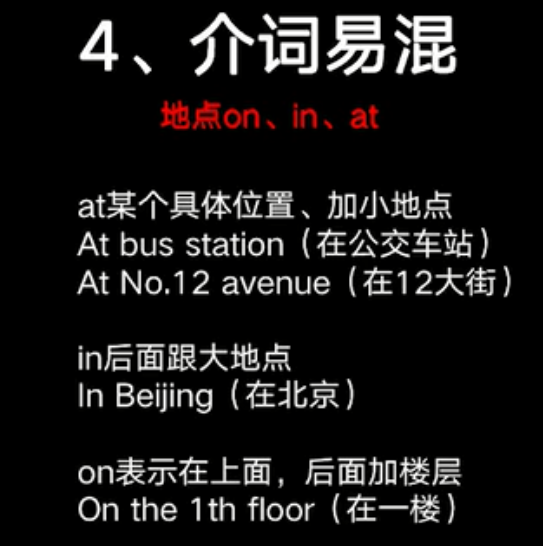 4、介词易混
地点on、in、at
at某个具体位置、加小地点
At bus station（在公交车站）
At No.12 avenue（在12大街）
in后面跟大地点
In Beijing（在北京）
on表示在上面，后面加楼层
On the 1th floor（在一楼）